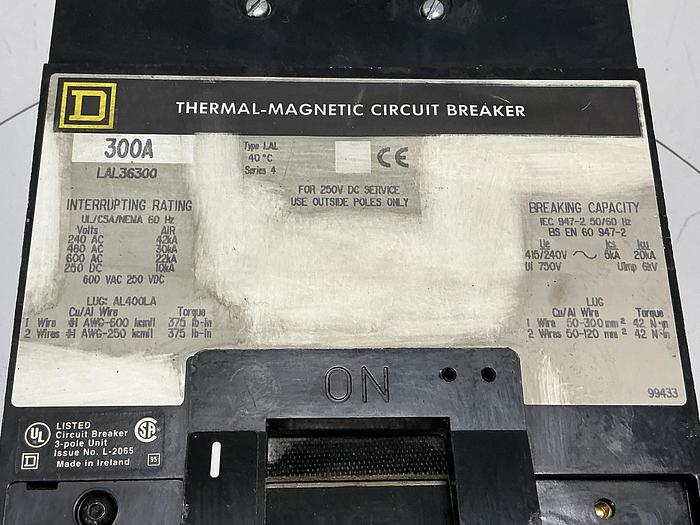 D
THERMAL-MAGNETIC CIRCUIT BREAKER
300A
LAL36300
Type LAL
40 °C
Series 4
CE
FOR 250V DC SERVICE
USE OUTSIDE POLES ONLY
INTERRUPTING RATING
UL/CSA/NEMA 60 Hz
Volts AIR
240 AC 42kA
480 AC 30kA
600 AC 22kA
250 DC 10kA
600 VAC 250 VDC
LUG: AL400LA
Cu/Al Wire Torque
1 Wire AWG-600 kcmil 375 lb-in
2 Wires AWG-250 kcmil 375 lb-in
BREAKING CAPACITY
IEC 947-2 50/60 Hz
BS EN 60 947-2
Ue Ics Icu
415/240V 5kA 20kA
Ui 750V Uimp 6kV
LUG
Cu/Al Wire Torque
1 Wire 50-300 mm² 42 N·m
2 Wires 50-120 mm² 42 N·m
99433
ON
UL
LISTED
Circuit Breaker
3-pole Unit
Issue No. L-2065
Made in Ireland
SA
D
95